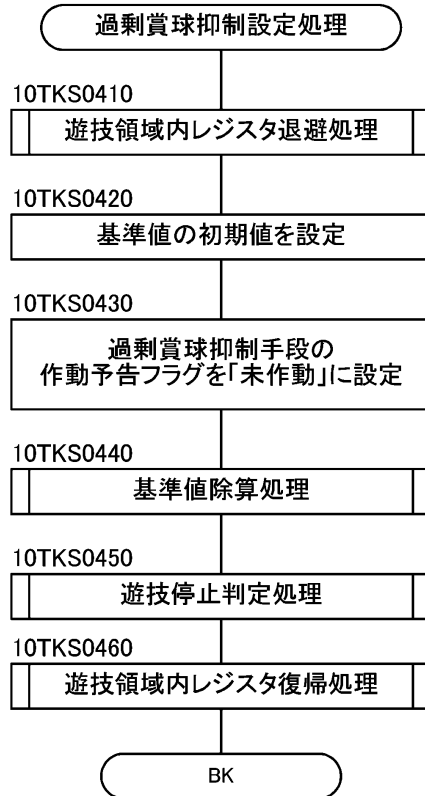 過剰賞球抑制設定処理
10TKS0410
遊技領域内レジスタ退避処理
10TKS0420
基準値の初期値を設定
10TKS0430
過剰賞球抑制手段の
作動予告フラグを「未作動」に設定
10TKS0440
基準値除算処理
10TKS0450
遊技停止判定処理
10TKS0460
遊技領域内レジスタ復帰処理
BK